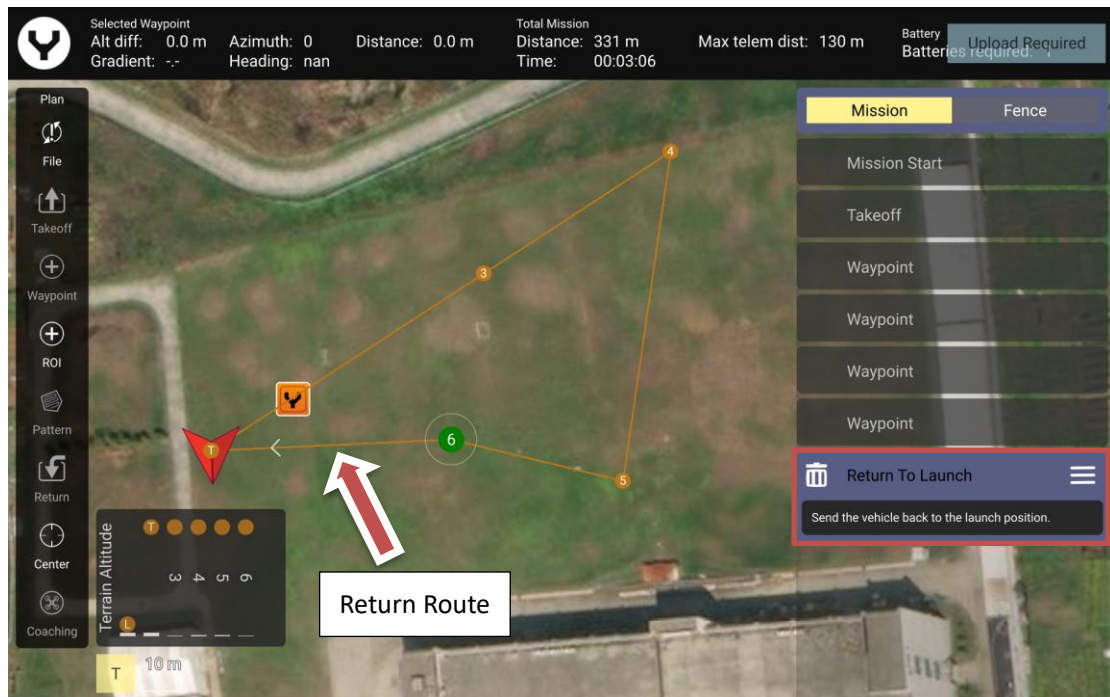 Selected Waypoint
Alt diff: 0.0 m Azimuth: 0 Distance: 0.0 m
Gradient: -.- Heading: nan
Total Mission
Distance: 331 m Max telem dist: 130 m
Time: 00:03:06
Battery
Batteries required:
Upload Required
Plan
File
Takeoff
Waypoint
ROI
Pattern
Return
Center
Coaching
Mission Fence
Mission Start
Takeoff
Waypoint
Waypoint
Waypoint
Waypoint
Return To Launch
Send the vehicle back to the launch position.
4
3
T
6
5
Return Route
Terrain Altitude
T
3 4 5 6
L
T
10 m